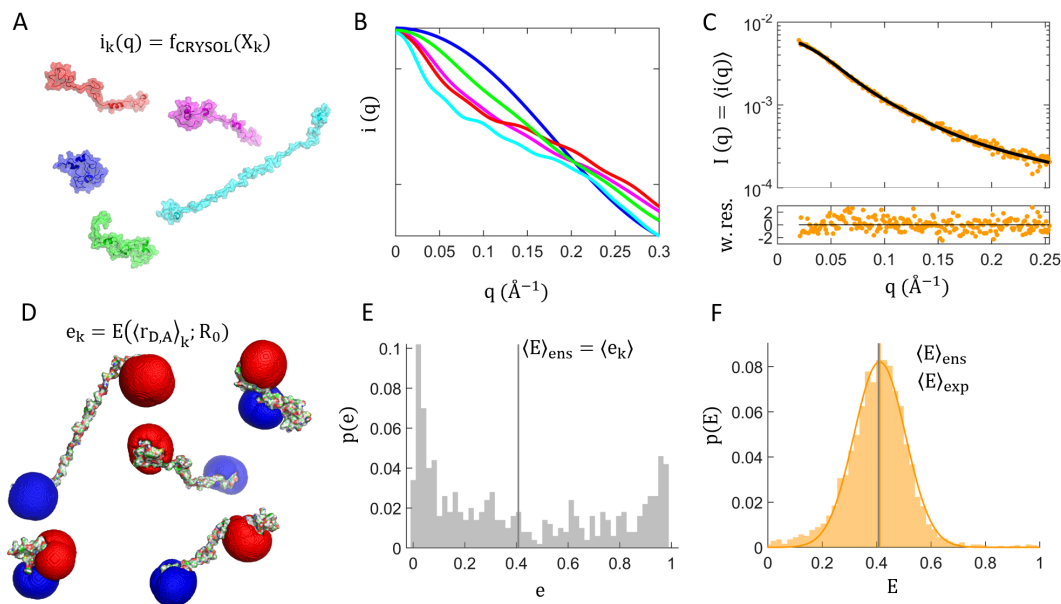 A
i_k(q) = f_CRYSOL(X_k)
B
i (q)
0
0.05
0.1
0.15
0.2
0.25
0.3
q (Å⁻¹)
C
I (q) = ⟨i(q)⟩
10⁻²
10⁻³
10⁻⁴
w. res.
2
0
-2
0
0.05
0.1
0.15
0.2
0.25
q (Å⁻¹)
D
e_k = E(⟨r_D,A⟩_k; R_0)
E
⟨E⟩_ens = ⟨e_k⟩
p(e)
0.1
0.08
0.06
0.04
0.02
0
0
0.2
0.4
0.6
0.8
1
e
F
⟨E⟩_ens
⟨E⟩_exp
p(E)
0.08
0.06
0.04
0.02
0
0
0.2
0.4
0.6
0.8
1
E